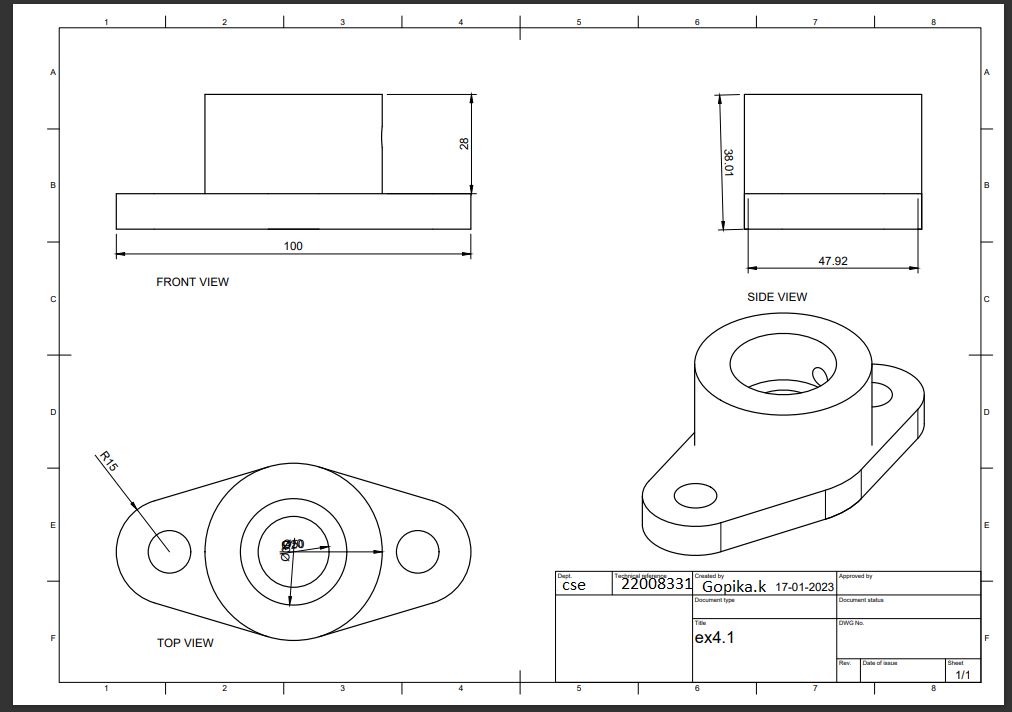 1 2 3 4 5 6 7 8
A A
28
38.01
B B
100
47.92
FRONT VIEW
SIDE VIEW
C C
D D
R15
E E
Dept. Technical reference Created by Approved by
cse 22008331 Gopika.k 17-01-2023
Document type Document status
Title DWG No.
ex4.1
F F
TOP VIEW
Rev. Date of issue Sheet
1/1
1 2 3 4 5 6 7 8